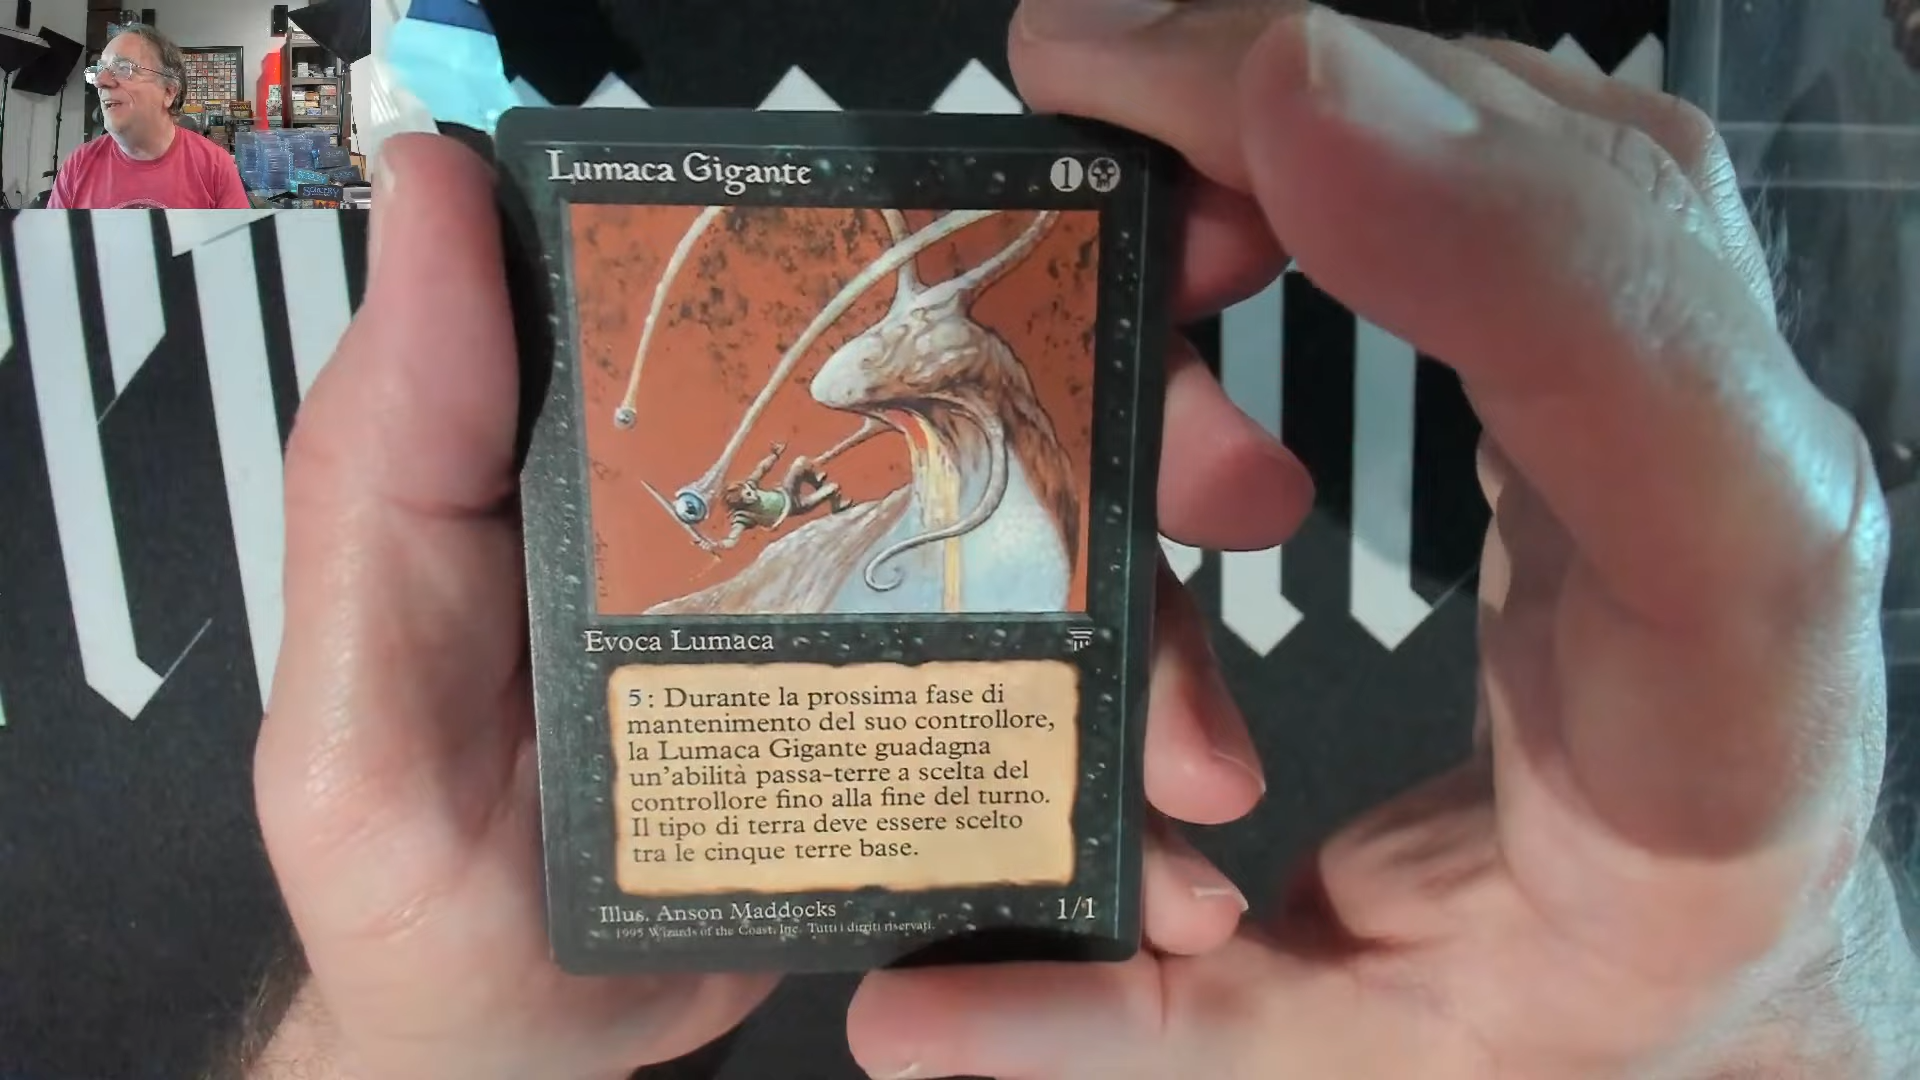 Lumaca Gigante 1
Evoca Lumaca
5: Durante la prossima fase di
mantenimento del suo controllore,
la Lumaca Gigante guadagna
un'abilità passa-terre a scelta del
controllore fino alla fine del turno.
Il tipo di terra deve essere scelto
tra le cinque terre base.
Illus. Anson Maddocks 1/1
1995 Wizards of the Coast, Inc. Tutti i diritti riservati.
SORCERY